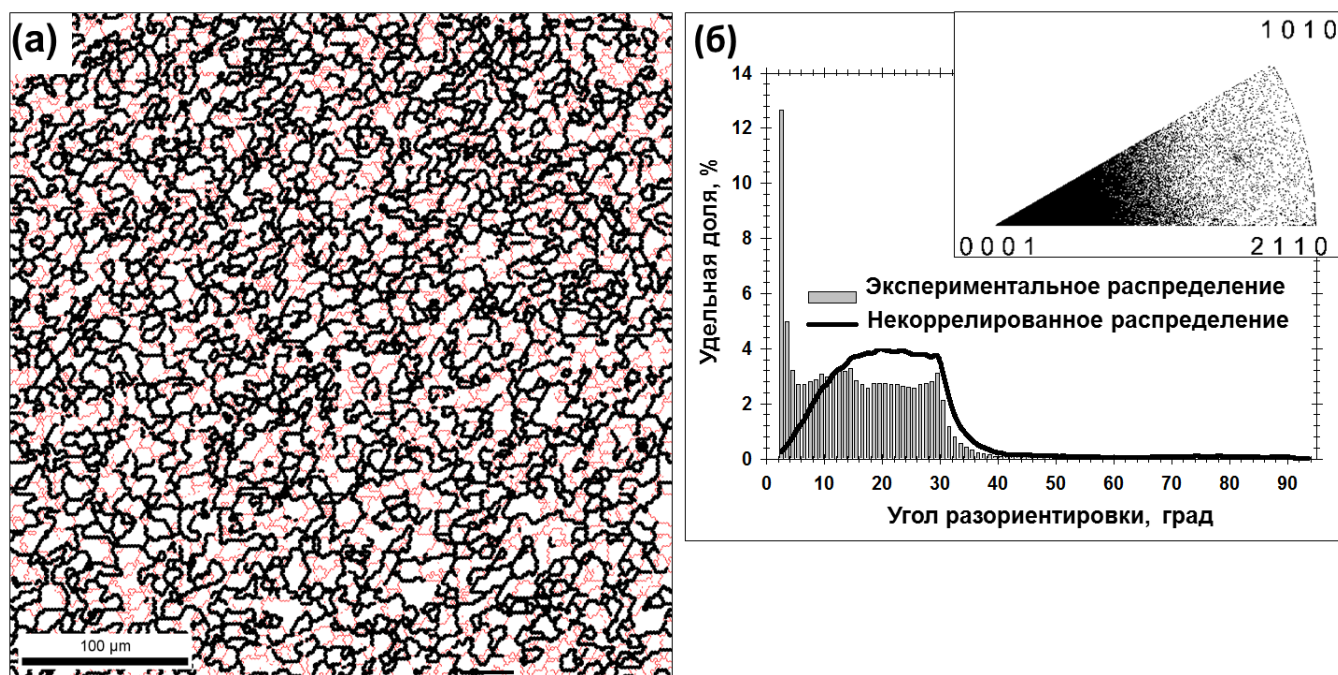 (а)
100 µm
(б)
1 0 1 0
0 0 0 1
2 1 1 0
Удельная доля, %
14
12
10
8
6
4
2
0
Экспериментальное распределение
Некоррелированное распределение
0 10 20 30 40 50 60 70 80 90
Угол разориентировки, град